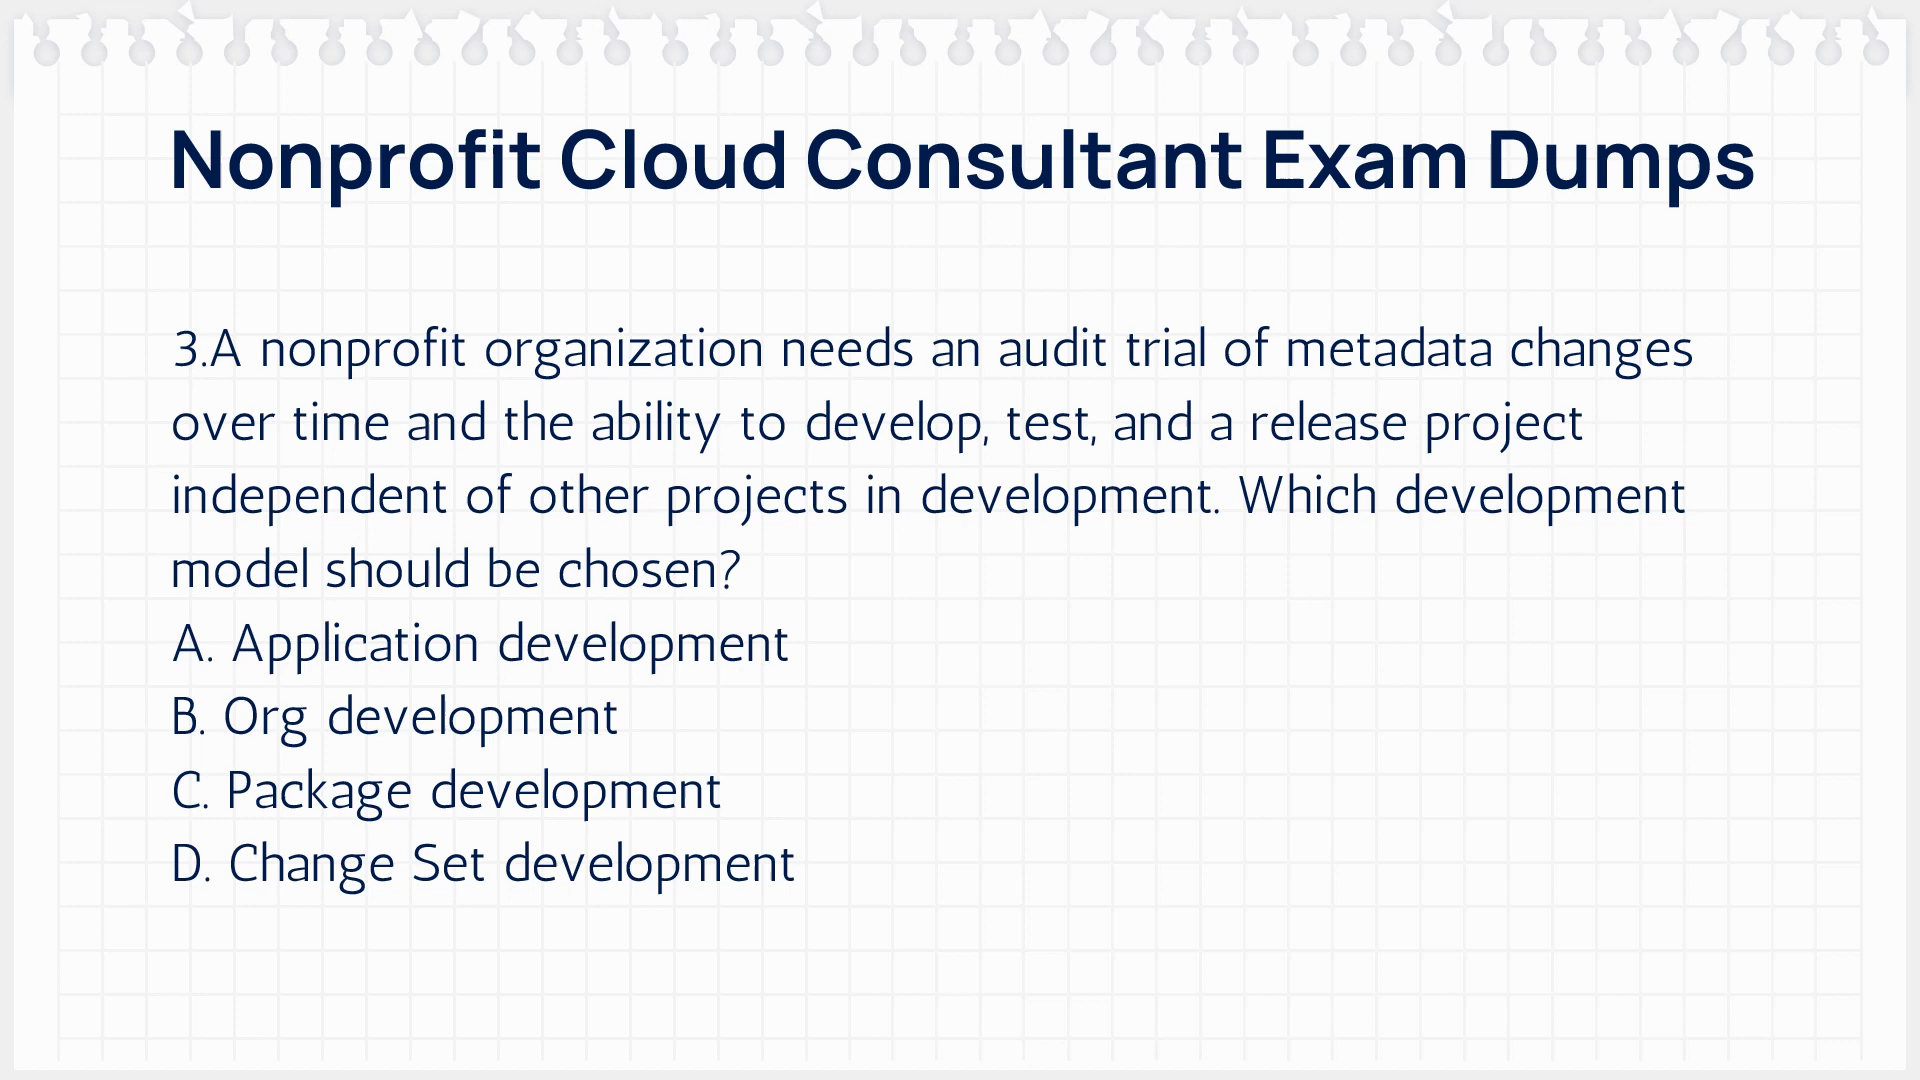 Nonprofit Cloud Consultant Exam Dumps
3.A nonprofit organization needs an audit trial of metadata changes
over time and the ability to develop, test, and a release project
independent of other projects in development. Which development
model should be chosen?
A. Application development
B. Org development
C. Package development
D. Change Set development